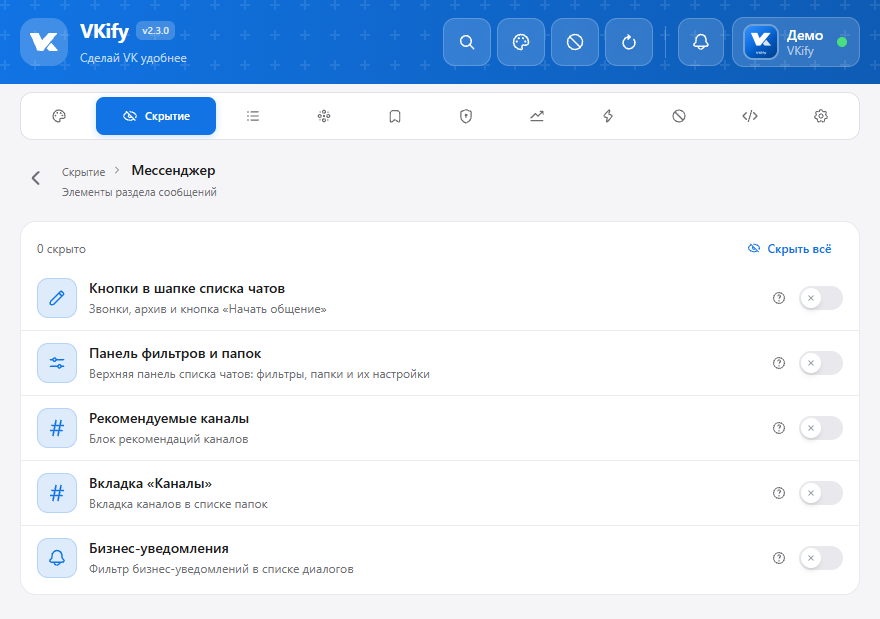 VKify v2.3.0
Сделай VK удобнее
Демо
VKify
Скрытие
Скрытие > Мессенджер
Элементы раздела сообщений
0 скрыто
Скрыть всё
Кнопки в шапке списка чатов
Звонки, архив и кнопка «Начать общение»
Панель фильтров и папок
Верхняя панель списка чатов: фильтры, папки и их настройки
Рекомендуемые каналы
Блок рекомендаций каналов
Вкладка «Каналы»
Вкладка каналов в списке папок
Бизнес-уведомления
Фильтр бизнес-уведомлений в списке диалогов